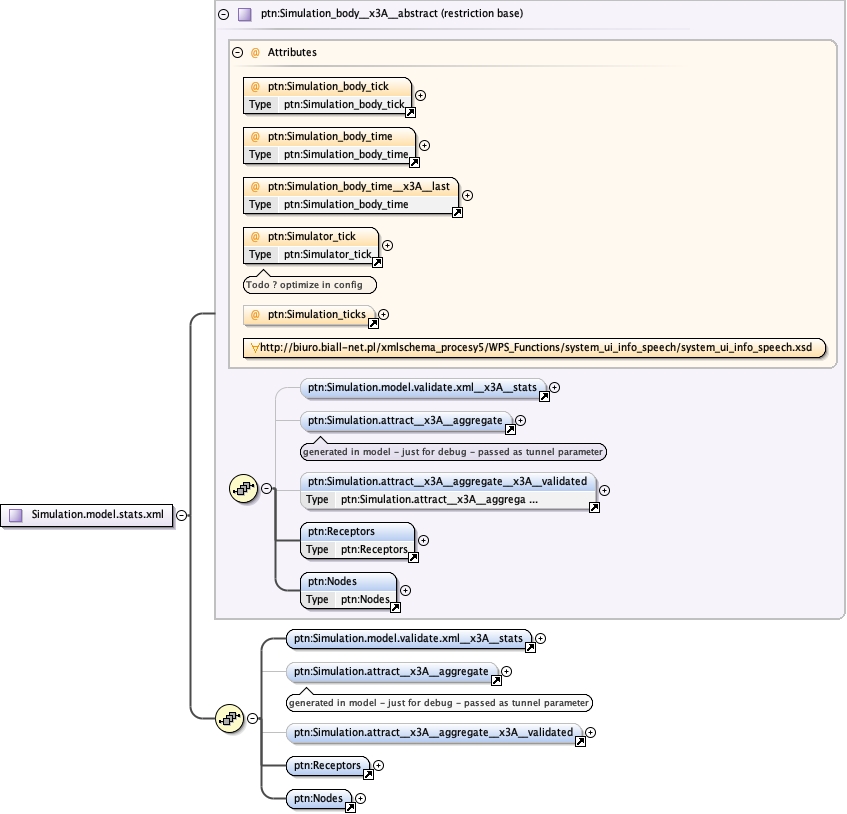 ptn:Simulation_body__x3A__abstract (restriction base)
@ Attributes
@ ptn:Simulation_body_tick
Type ptn:Simulation_body_tick
@ ptn:Simulation_body_time
Type ptn:Simulation_body_time
@ ptn:Simulation_body_time__x3A__last
Type ptn:Simulation_body_time
@ ptn:Simulator_tick
Type ptn:Simulator_tick
Todo ? optimize in config
@ ptn:Simulation_ticks
http://biuro.biall-net.pl/xmlschema_procesy5/WPS_Functions/system_ui_info_speech/system_ui_info_speech.xsd
ptn:Simulation.model.validate.xml__x3A__stats
ptn:Simulation.attract__x3A__aggregate
generated in model - just for debug - passed as tunnel parameter
ptn:Simulation.attract__x3A__aggregate__x3A__validated
Type ptn:Simulation.attract__x3A__aggrega ...
ptn:Receptors
Type ptn:Receptors
ptn:Nodes
Type ptn:Nodes
Simulation.model.stats.xml
ptn:Simulation.model.validate.xml__x3A__stats
ptn:Simulation.attract__x3A__aggregate
generated in model - just for debug - passed as tunnel parameter
ptn:Simulation.attract__x3A__aggregate__x3A__validated
ptn:Receptors
ptn:Nodes